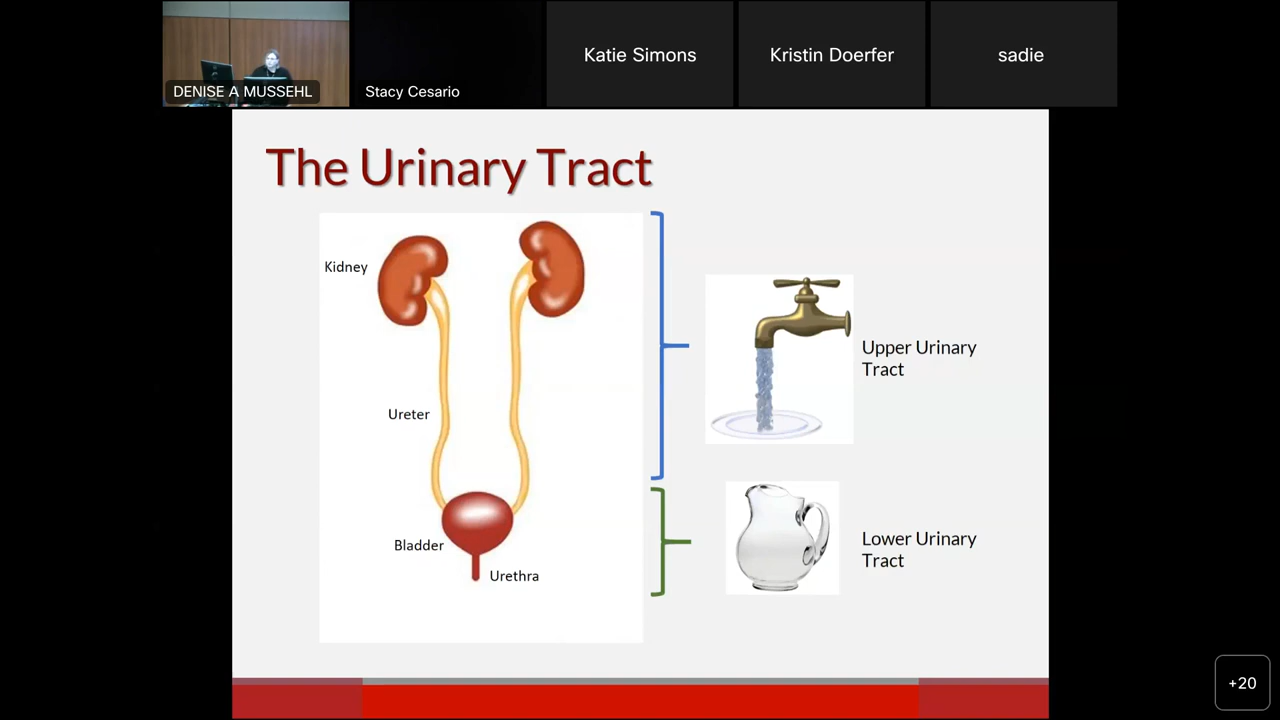 DENISE A MUSSEHL
Stacy Cesario
Katie Simons
Kristin Doerfer
sadie
The Urinary Tract
Kidney
Ureter
Bladder
Urethra
Upper Urinary
Tract
Lower Urinary
Tract
+20